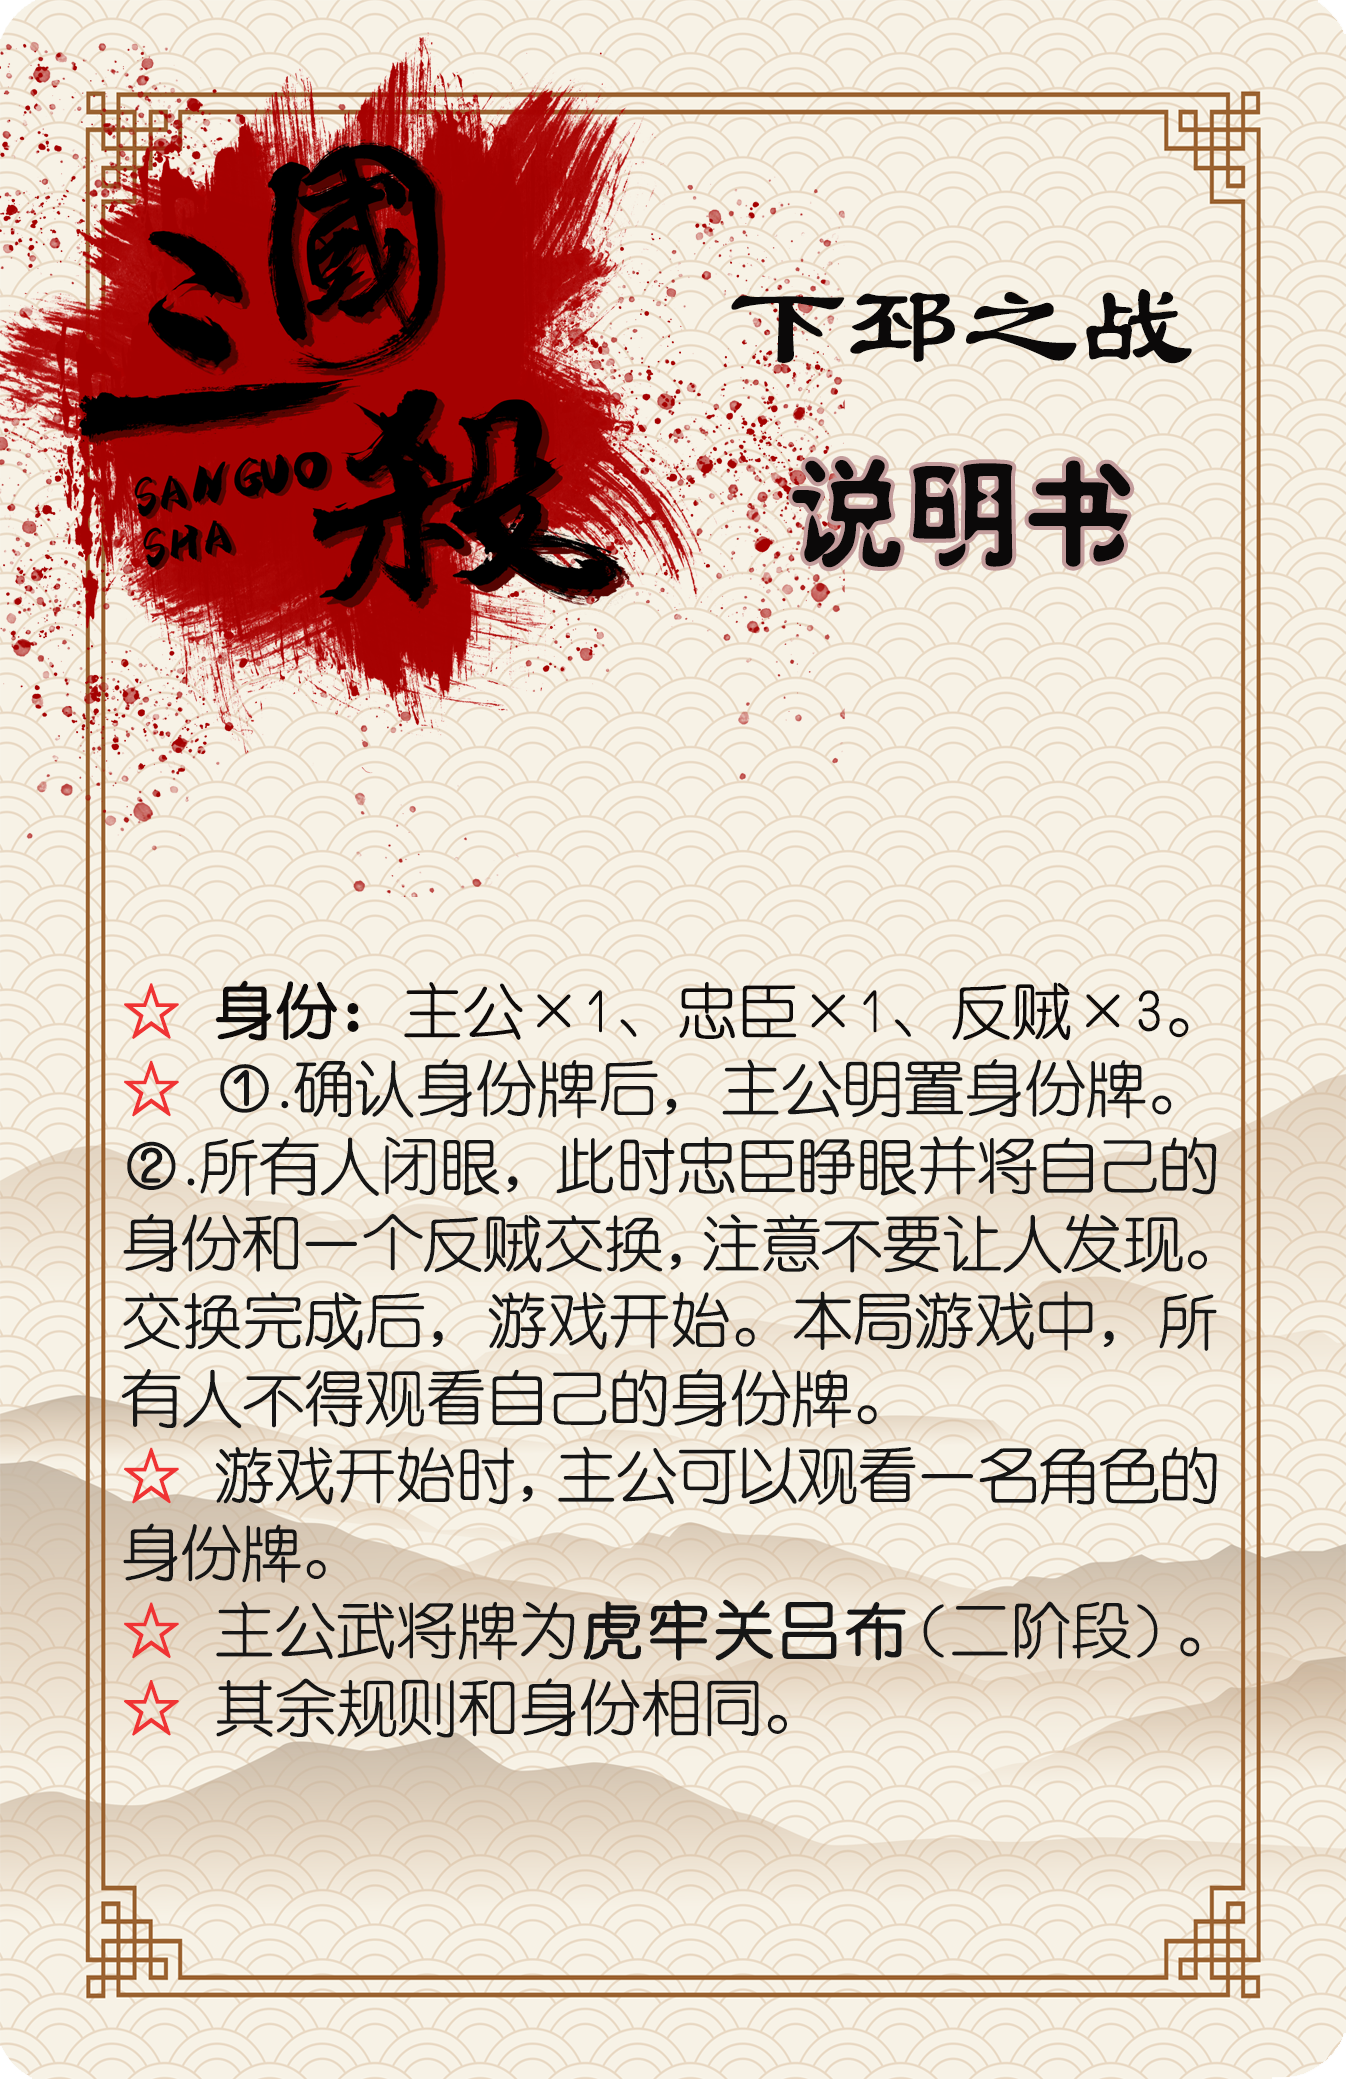 三國殺
SANGUO
SHA
下邳之战
说明书
☆ 身份：主公×1、忠臣×1、反贼×3。
☆ ①.确认身份牌后，主公明置身份牌。
②.所有人闭眼，此时忠臣睁眼并将自己的
身份和一个反贼交换，注意不要让人发现。
交换完成后，游戏开始。本局游戏中，所
有人不得观看自己的身份牌。
☆ 游戏开始时，主公可以观看一名角色的
身份牌。
☆ 主公武将牌为虎牢关吕布（二阶段）。
☆ 其余规则和身份相同。